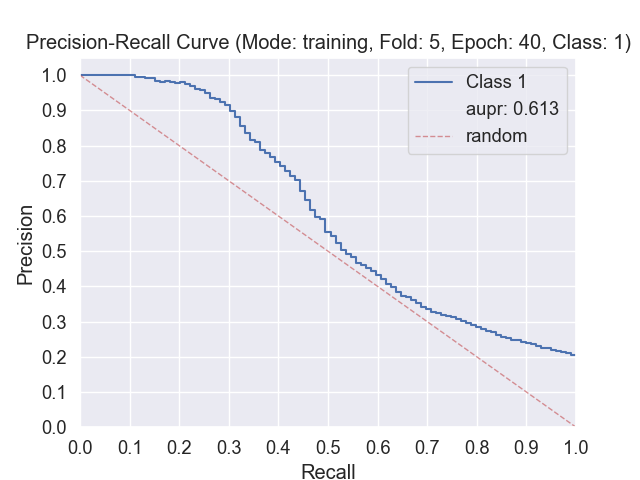 Precision-Recall Curve (Mode: training, Fold: 5, Epoch: 40, Class: 1)
1.0
0.9
0.8
0.7
0.6
0.5
0.4
0.3
0.2
0.1
0.0
Precision
Class 1
aupr: 0.613
random
0.0 0.1 0.2 0.3 0.4 0.5 0.6 0.7 0.8 0.9 1.0
Recall